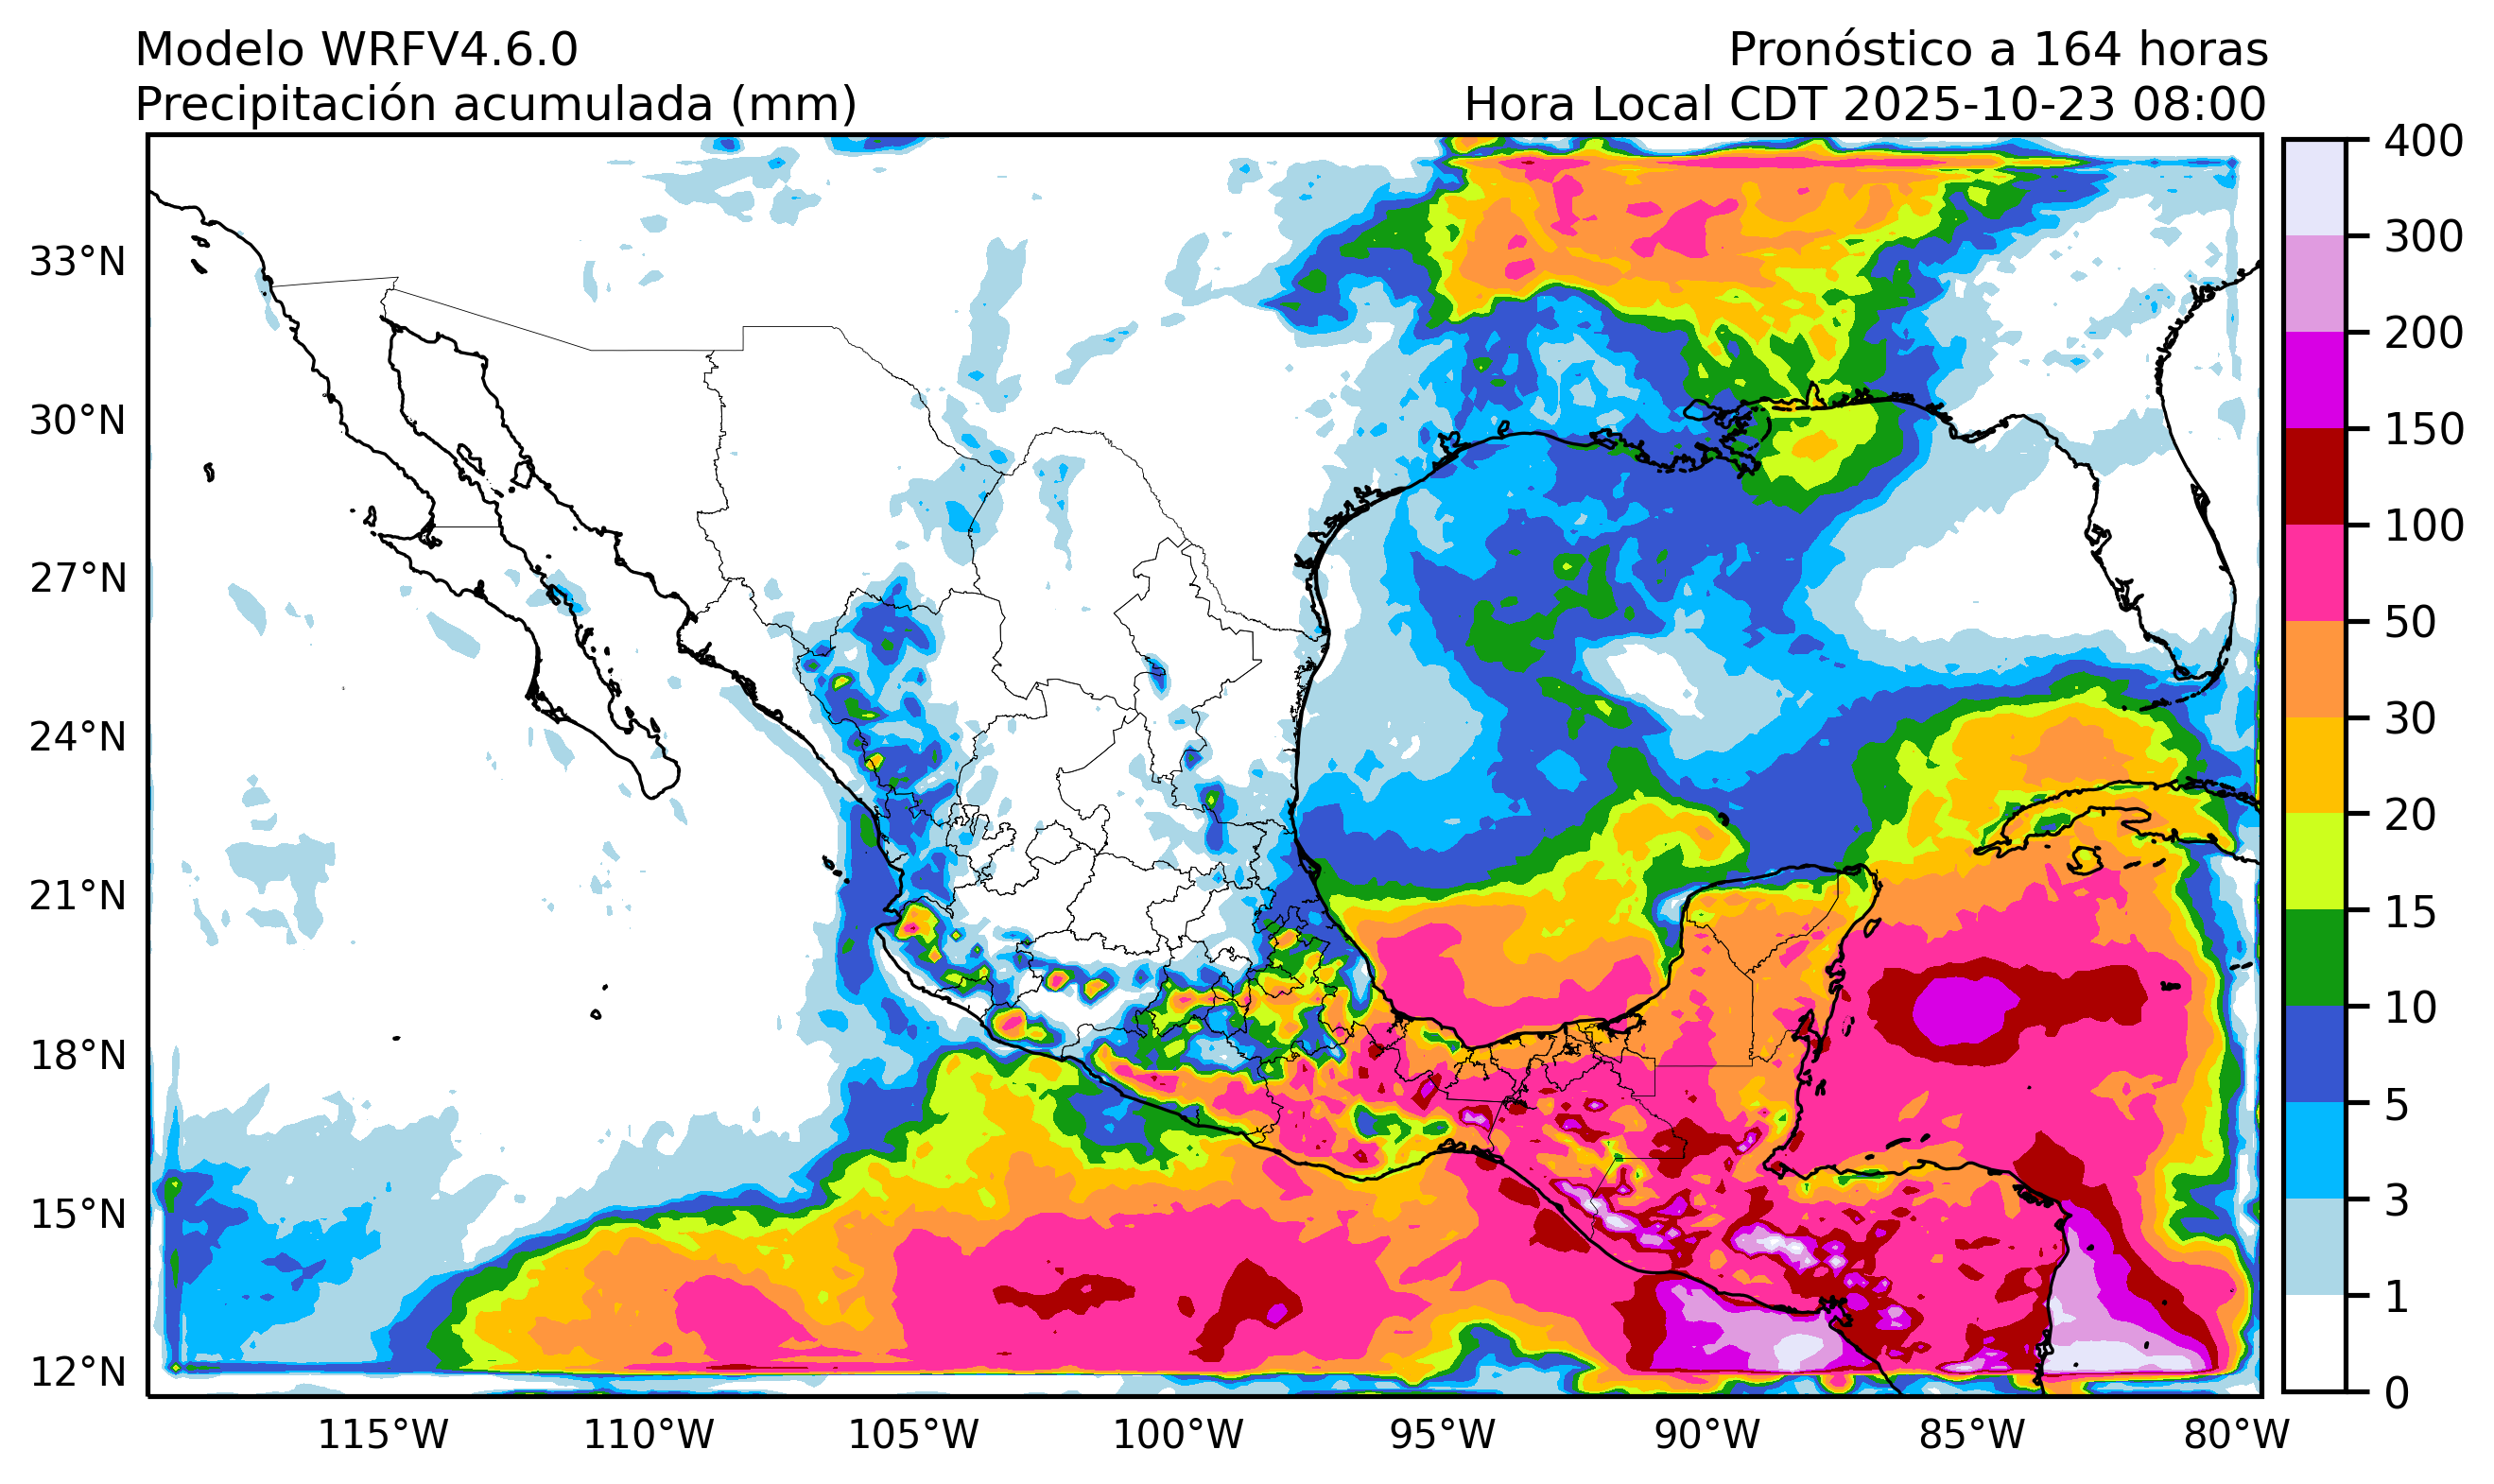 Modelo WRFV4.6.0
Pronóstico a 164 horas
Precipitación acumulada (mm)
Hora Local CDT 2025-10-23 08:00
33°N
30°N
27°N
24°N
21°N
18°N
15°N
12°N
115°W
110°W
105°W
100°W
95°W
90°W
85°W
80°W
400
300
200
150
100
50
30
20
15
10
5
3
1
0